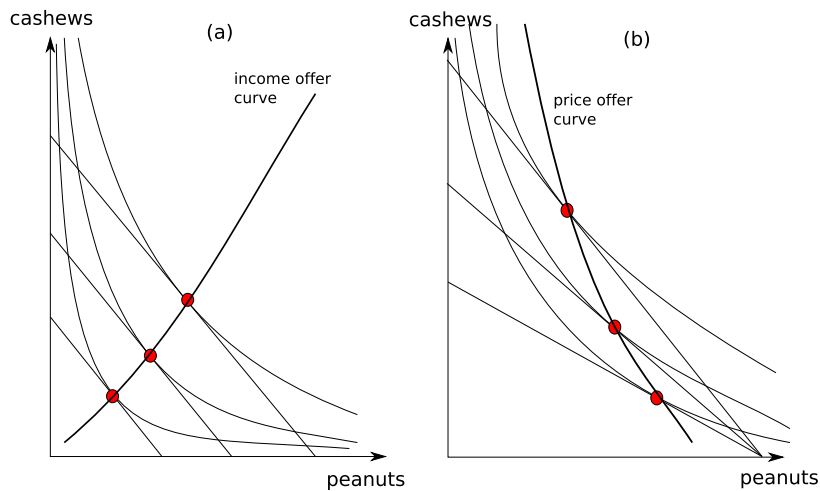 cashews
(a)
income offer
curve
peanuts
cashews
(b)
price offer
curve
peanuts